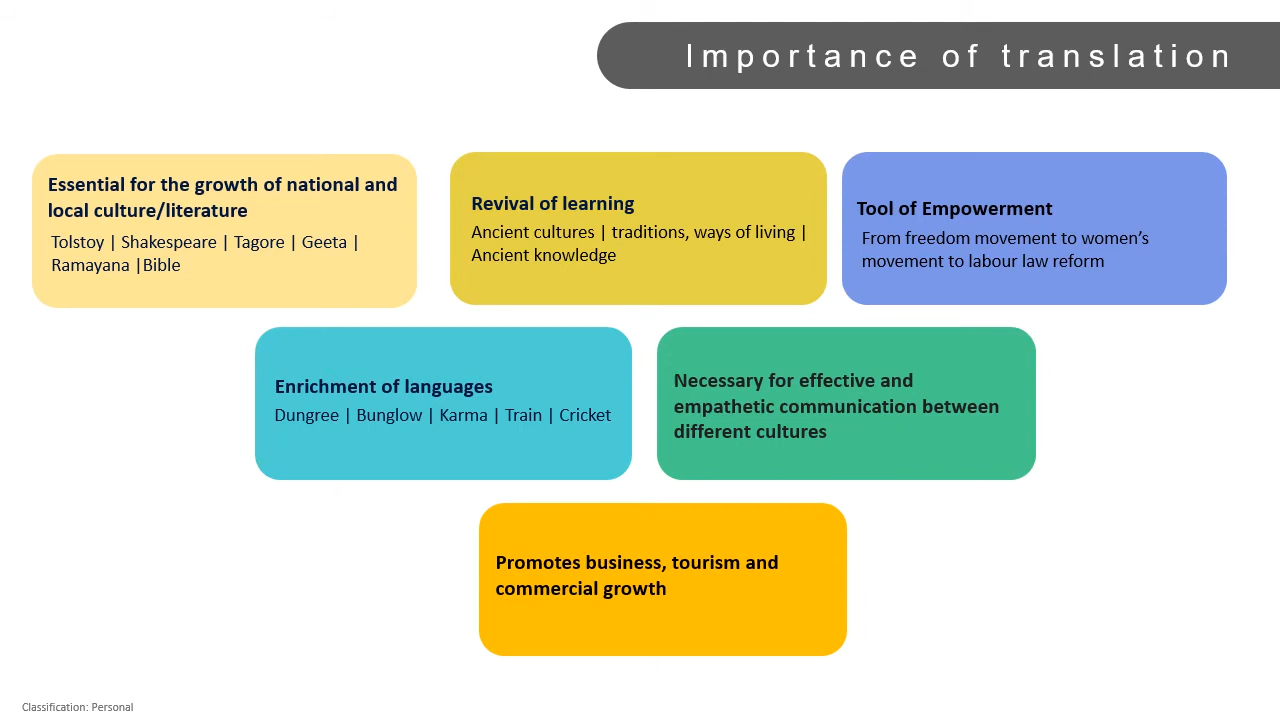 Importance of translation
Essential for the growth of national and
local culture/literature
Tolstoy | Shakespeare | Tagore | Geeta |
Ramayana |Bible
Revival of learning
Ancient cultures | traditions, ways of living |
Ancient knowledge
Tool of Empowerment
From freedom movement to women’s
movement to labour law reform
Enrichment of languages
Dungree | Bunglow | Karma | Train | Cricket
Necessary for effective and
empathetic communication between
different cultures
Promotes business, tourism and
commercial growth
Classification: Personal